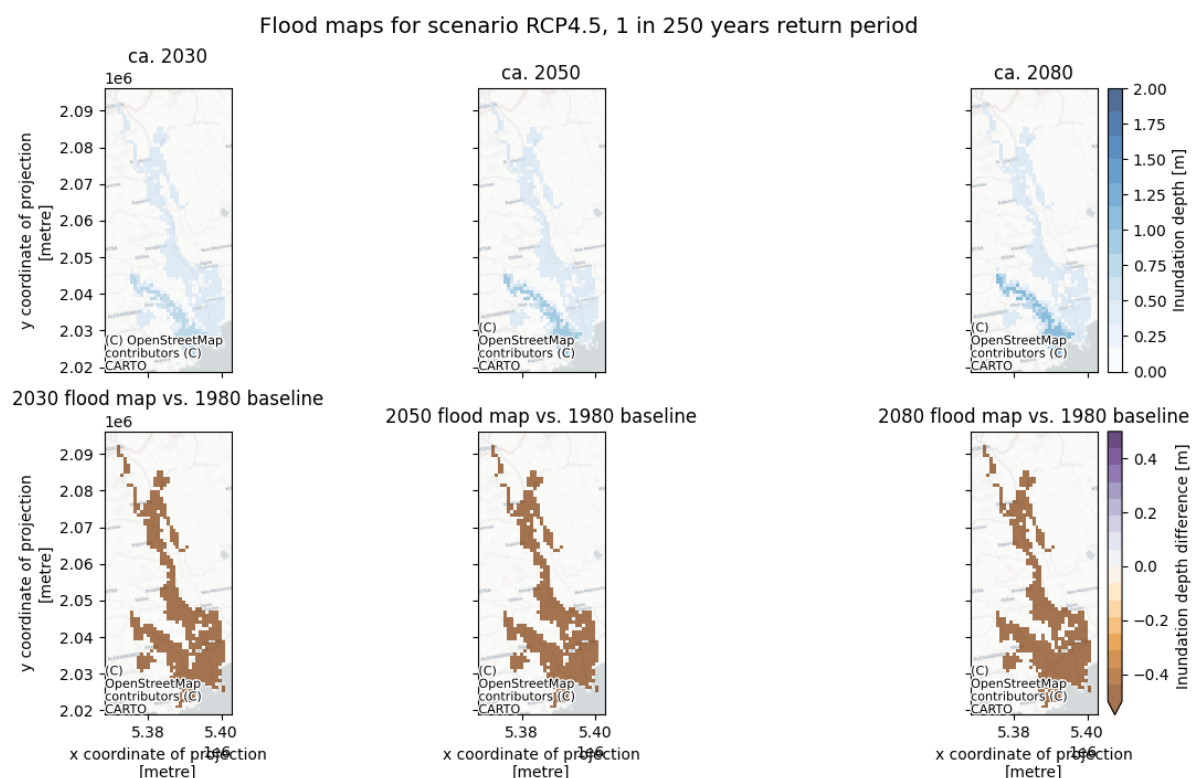 Flood maps for scenario RCP4.5, 1 in 250 years return period
ca. 2030
ca. 2050
ca. 2080
1e6
2.09
2.08
2.07
2.06
2.05
2.04
2.03
2.02
y coordinate of projection
[metre]
(C) OpenStreetMap
contributors (C)
CARTO
(C)
OpenStreetMap
contributors (C)
CARTO
(C)
OpenStreetMap
contributors (C)
CARTO
2.00
1.75
1.50
1.25
1.00
0.75
0.50
0.25
0.00
Inundation depth [m]
2030 flood map vs. 1980 baseline
2050 flood map vs. 1980 baseline
2080 flood map vs. 1980 baseline
1e6
2.09
2.08
2.07
2.06
2.05
2.04
2.03
2.02
y coordinate of projection
[metre]
(C)
OpenStreetMap
contributors (C)
CARTO
(C)
OpenStreetMap
contributors (C)
CARTO
(C)
OpenStreetMap
contributors (C)
CARTO
0.4
0.2
0.0
−0.2
−0.4
Inundation depth difference [m]
5.38 5.40
1e6
x coordinate of projection
[metre]
5.38 5.40
1e6
x coordinate of projection
[metre]
5.38 5.40
1e6
x coordinate of projection
[metre]